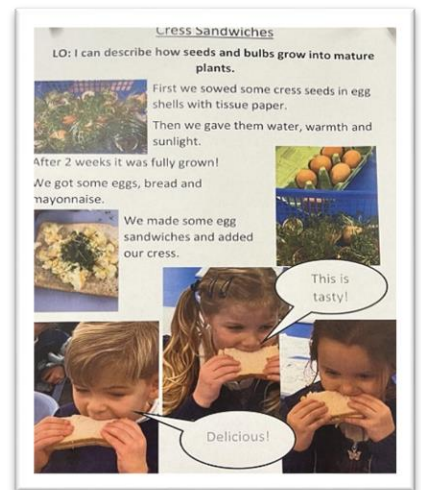 Cress Sandwiches
LO: I can describe how seeds and bulbs grow into mature
plants.
First we sowed some cress seeds in egg
shells with tissue paper.
Then we gave them water, warmth and
sunlight.
After 2 weeks it was fully grown!
We got some eggs, bread and
mayonnaise.
We made some egg
sandwiches and added
our cress.
This is
tasty!
Delicious!